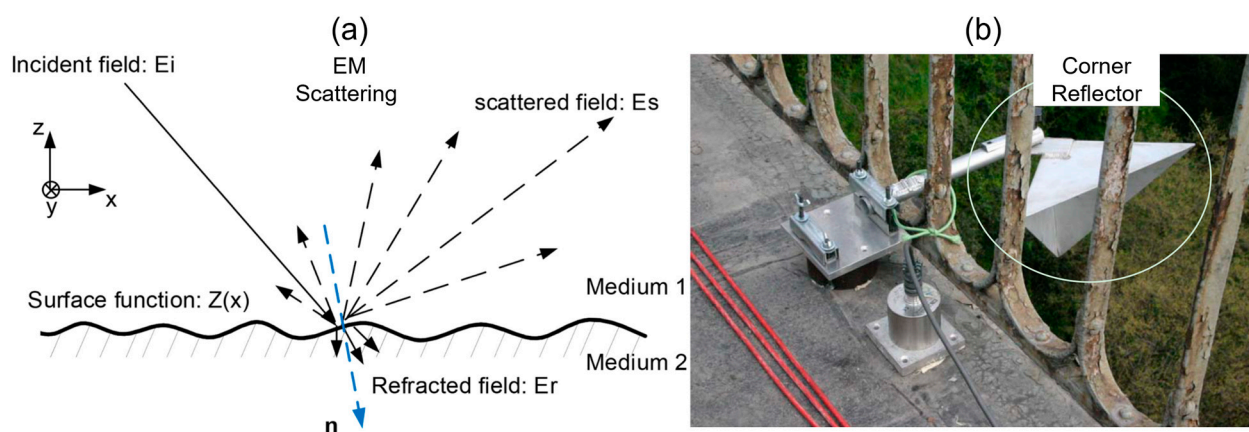 (a)
Incident field: Ei
EM
Scattering
scattered field: Es
z
x
y
Surface function: Z(x)
Medium 1
Medium 2
Refracted field: Er
n
(b)
Corner
Reflector